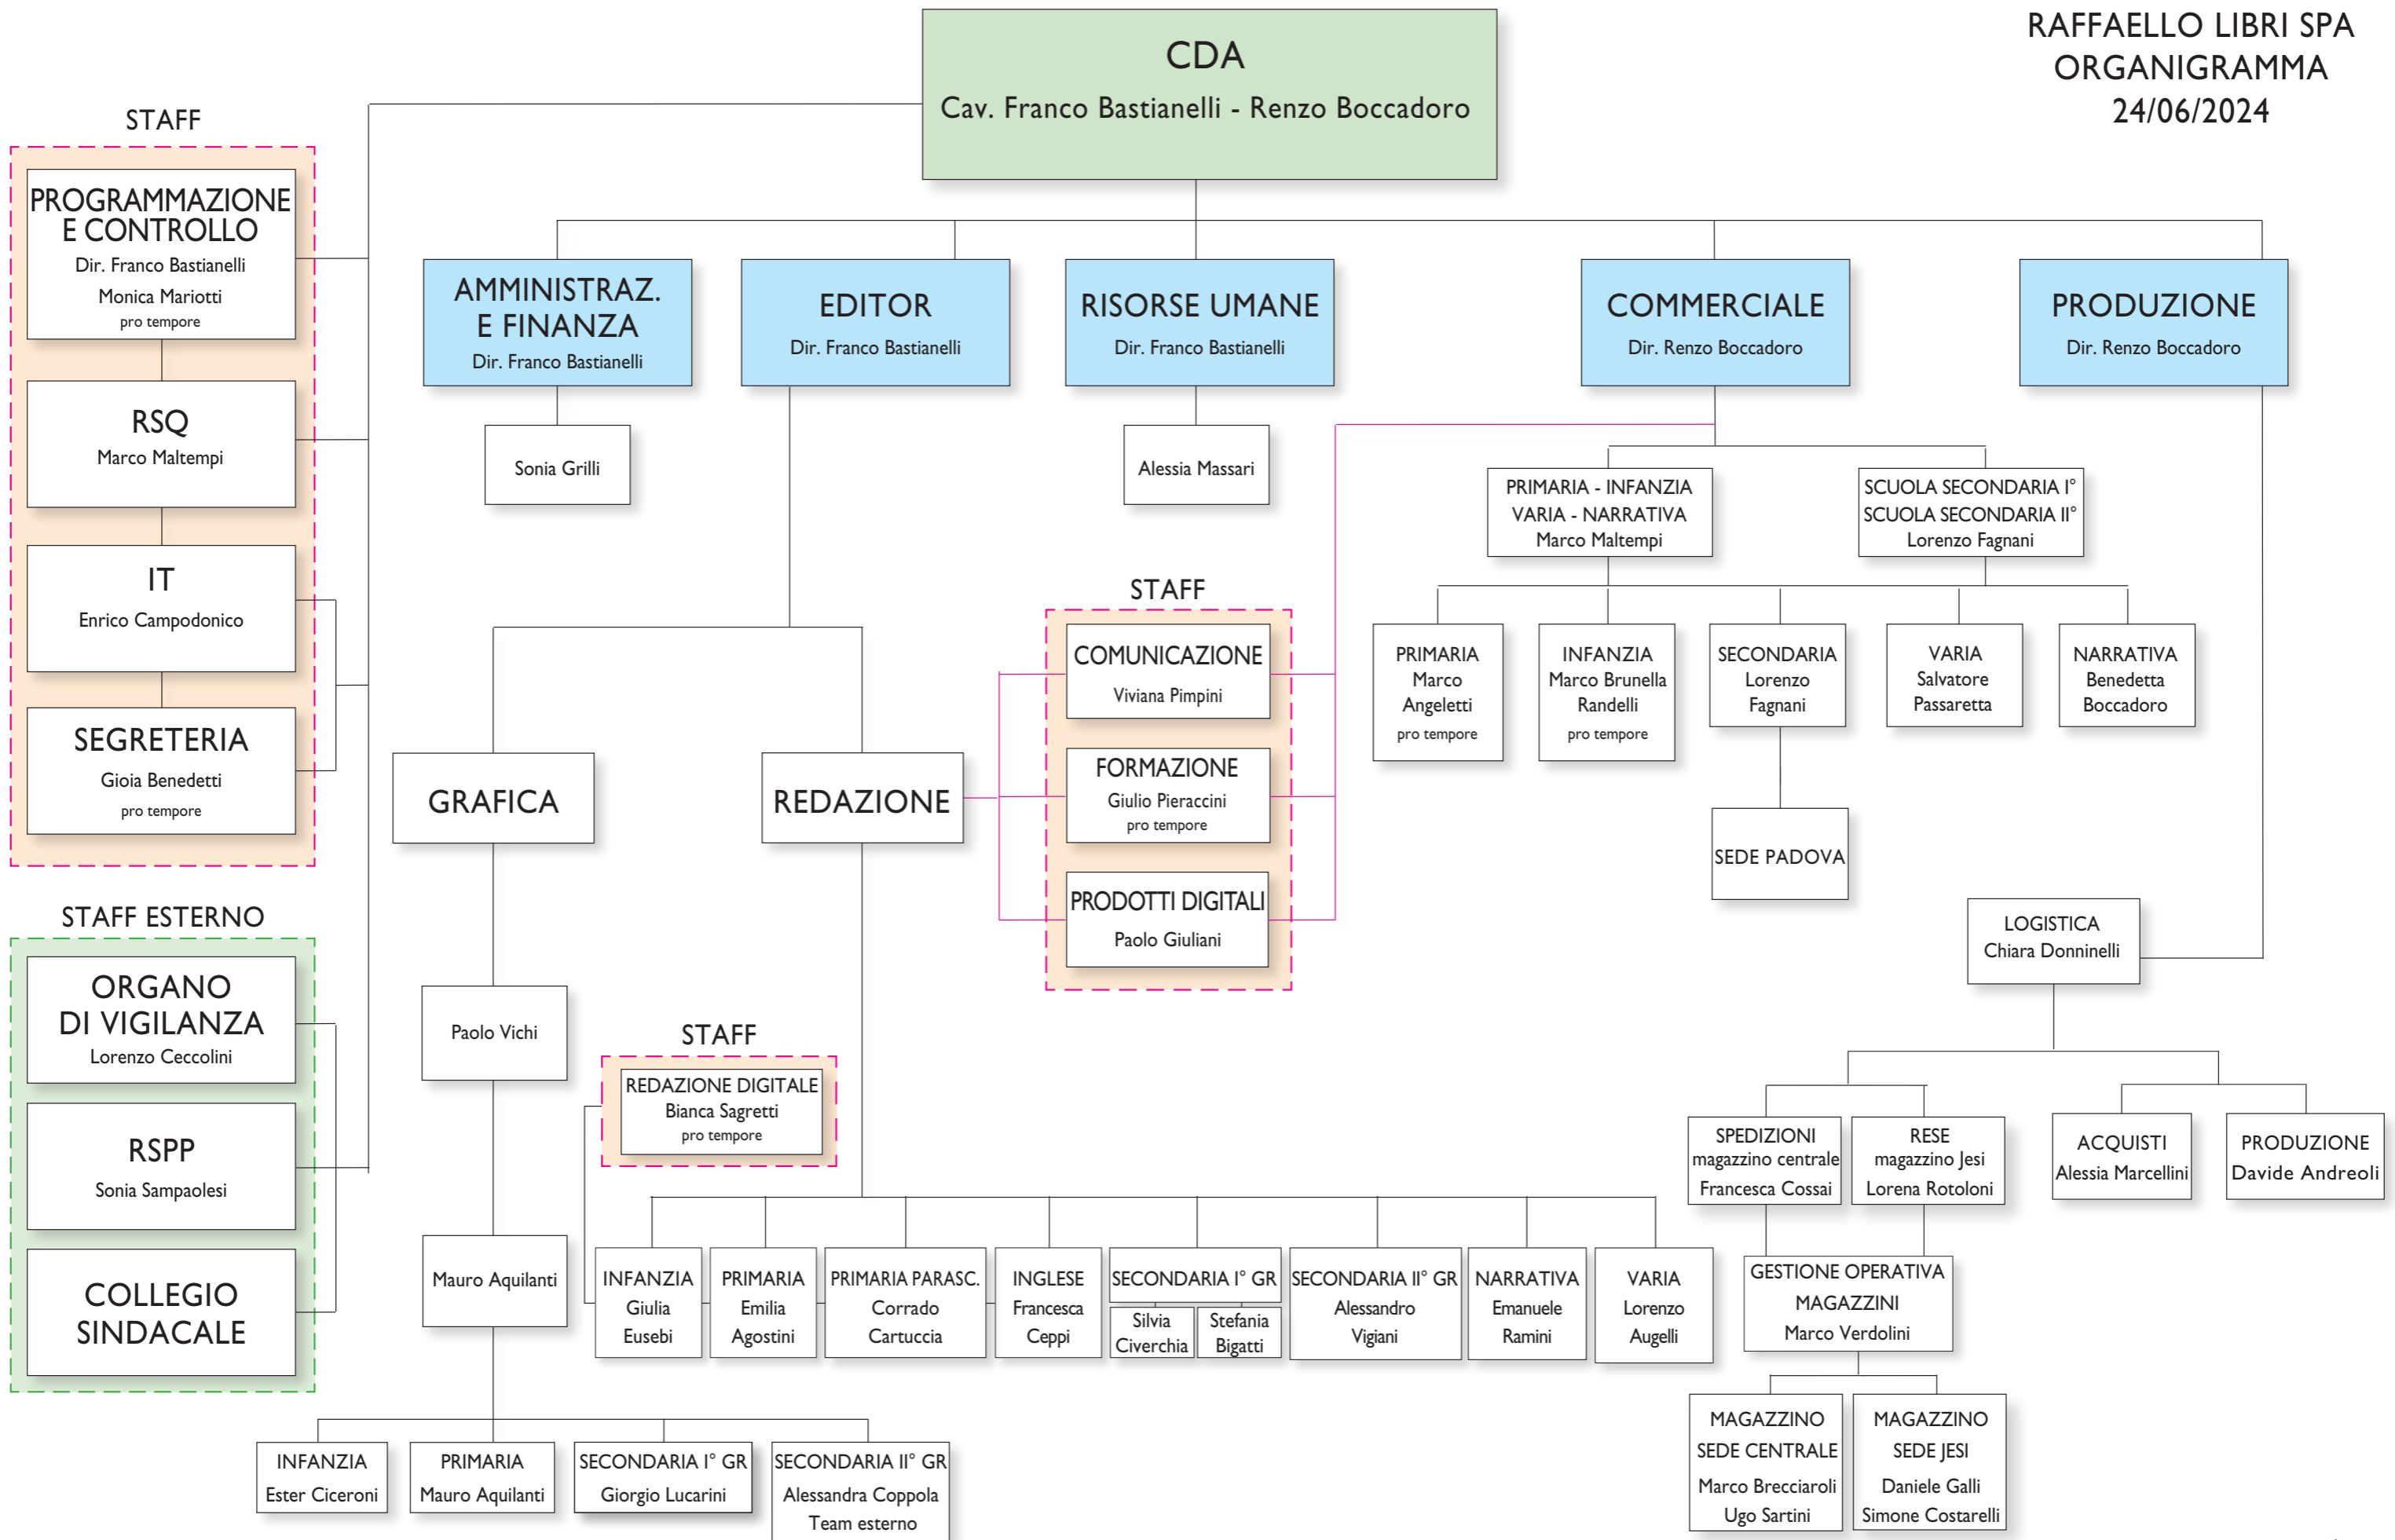 RAFFAELLO LIBRI SPA
ORGANIGRAMMA
24/06/2024
CDA
Cav. Franco Bastianelli - Renzo Boccadoro
STAFF
PROGRAMMAZIONE
E CONTROLLO
Dir. Franco Bastianelli
Monica Mariotti
pro tempore
RSQ
Marco Maltempi
IT
Enrico Campodonico
SEGRETERIA
Gioia Benedetti
pro tempore
STAFF ESTERNO
ORGANO
DI VIGILANZA
Lorenzo Ceccolini
RSPP
Sonia Sampaolesi
COLLEGIO
SINDACALE
AMMINISTRAZ.
E FINANZA
Dir. Franco Bastianelli
Sonia Grilli
EDITOR
Dir. Franco Bastianelli
RISORSE UMANE
Dir. Franco Bastianelli
Alessia Massari
COMMERCIALE
Dir. Renzo Boccadoro
PRODUZIONE
Dir. Renzo Boccadoro
PRIMARIA - INFANZIA
VARIA - NARRATIVA
Marco Maltempi
SCUOLA SECONDARIA I°
SCUOLA SECONDARIA II°
Lorenzo Fagnani
PRIMARIA
Marco
Angeletti
pro tempore
INFANZIA
Marco Brunella
Randelli
pro tempore
SECONDARIA
Lorenzo
Fagnani
VARIA
Salvatore
Passaretta
NARRATIVA
Benedetta
Boccadoro
SEDE PADOVA
STAFF
COMUNICAZIONE
Viviana Pimpini
FORMAZIONE
Giulio Pieraccini
pro tempore
PRODOTTI DIGITALI
Paolo Giuliani
GRAFICA
REDAZIONE
Paolo Vichi
Mauro Aquilanti
INFANZIA
Ester Ciceroni
PRIMARIA
Mauro Aquilanti
SECONDARIA I° GR
Giorgio Lucarini
SECONDARIA II° GR
Alessandra Coppola
Team esterno
STAFF
REDAZIONE DIGITALE
Bianca Sagretti
pro tempore
INFANZIA
Giulia
Eusebi
PRIMARIA
Emilia
Agostini
PRIMARIA PARASC.
Corrado
Cartuccia
INGLESE
Francesca
Ceppi
SECONDARIA I° GR
Silvia
Civerchia
Stefania
Bigatti
SECONDARIA II° GR
Alessandro
Vigiani
NARRATIVA
Emanuele
Ramini
VARIA
Lorenzo
Augelli
LOGISTICA
Chiara Donninelli
SPEDIZIONI
magazzino centrale
Francesca Cossai
RESE
magazzino Jesi
Lorena Rotoloni
ACQUISTI
Alessia Marcellini
PRODUZIONE
Davide Andreoli
GESTIONE OPERATIVA
MAGAZZINI
Marco Verdolini
MAGAZZINO
SEDE CENTRALE
Marco Brecciaroli
Ugo Sartini
MAGAZZINO
SEDE JESI
Daniele Galli
Simone Costarelli